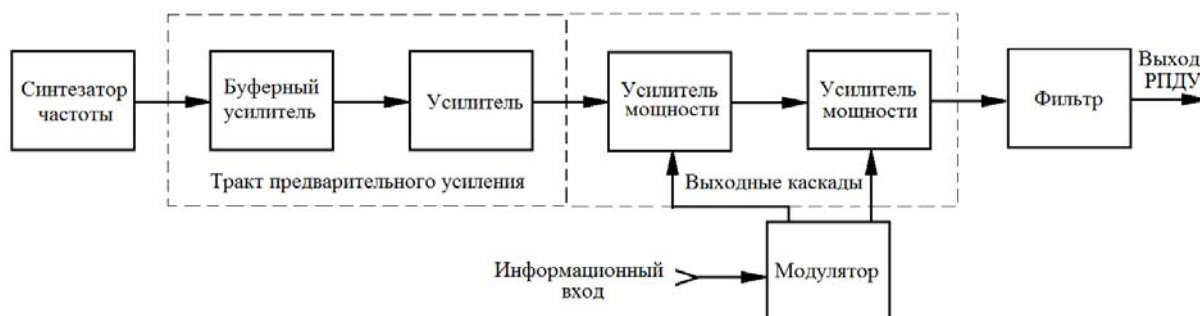 Синтезатор
частоты
Буферный
усилитель
Усилитель
Усилитель
мощности
Усилитель
мощности
Фильтр
Выход
РПДУ
Тракт предварительного усиления
Выходные каскады
Информационный
вход
Модулятор